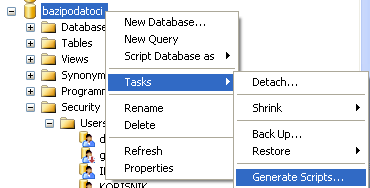 bazipodatoci
Database
Tables
Views
Synonym
Programm
Security
Users
KORISNIK
New Database...
New Query
Script Database as
Tasks
Rename
Delete
Refresh
Properties
Detach...
Shrink
Back Up...
Restore
Generate Scripts...